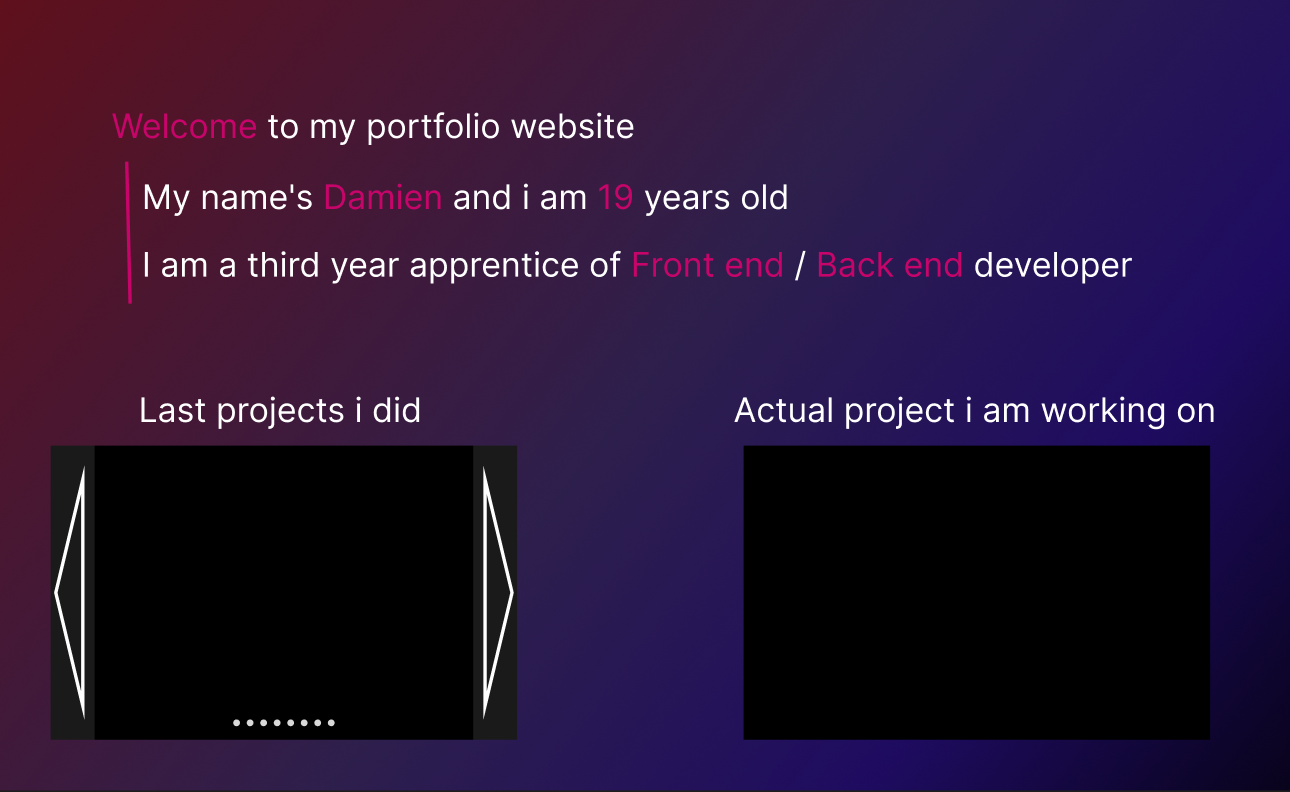 Welcome to my portfolio website
My name's Damien and i am 19 years old
I am a third year apprentice of Front end / Back end developer
Last projects i did
Actual project i am working on